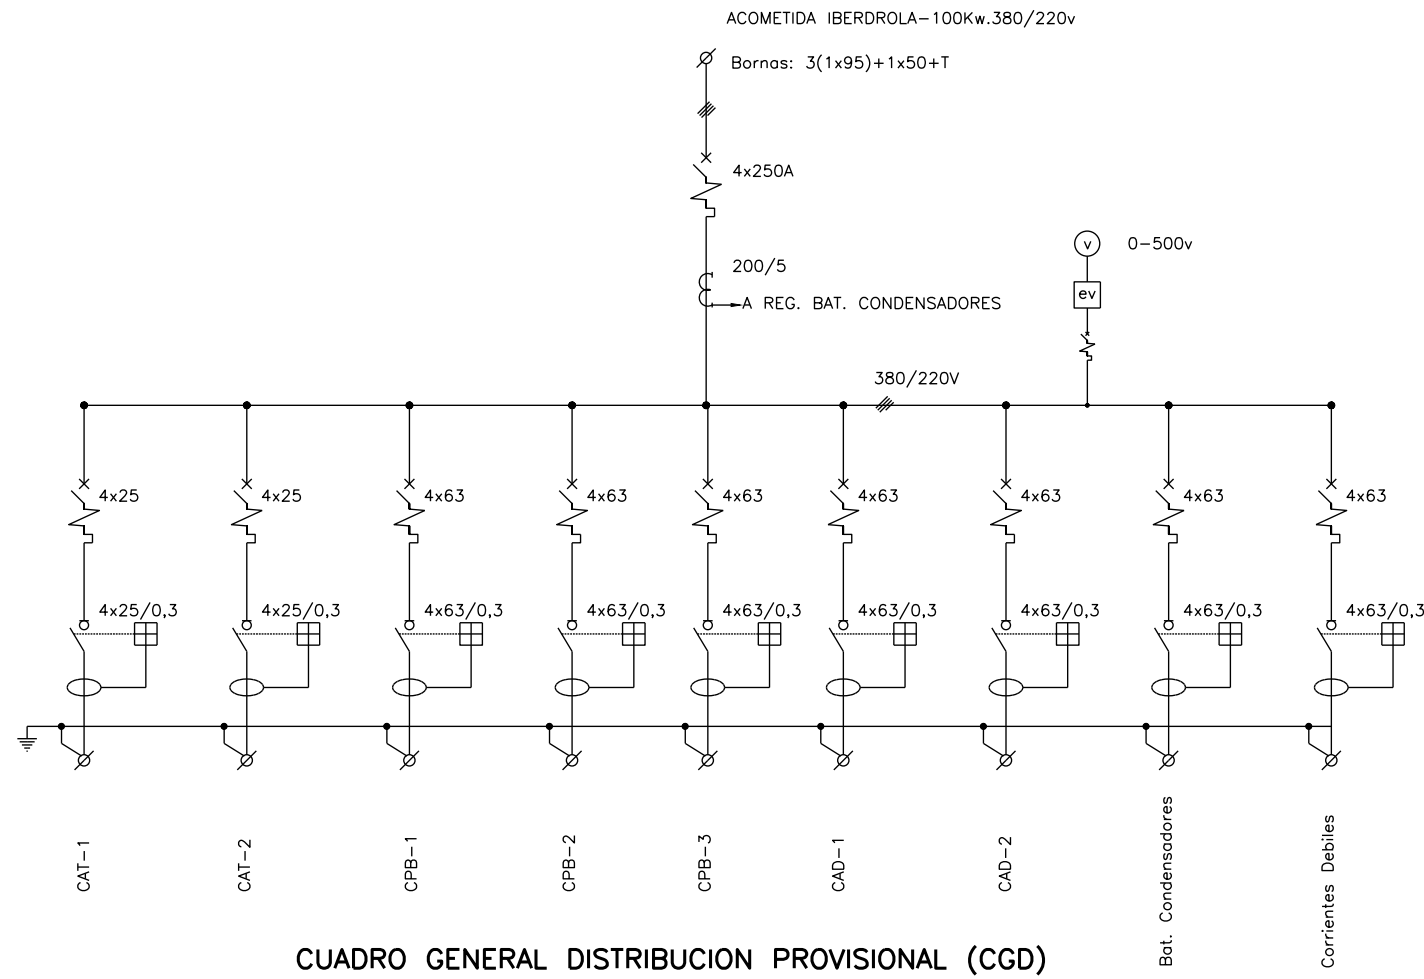 ACOMETIDA IBERDROLA-100Kw.380/220v
Bornas: 3(1x95)+1x50+T
4x250A
200/5
A REG. BAT. CONDENSADORES
v
0-500v
ev
380/220V
4x25
4x25
4x63
4x63
4x63
4x63
4x63
4x63
4x63
4x25/0,3
4x25/0,3
4x63/0,3
4x63/0,3
4x63/0,3
4x63/0,3
4x63/0,3
4x63/0,3
4x63/0,3
CAT-1
CAT-2
CPB-1
CPB-2
CPB-3
CAD-1
CAD-2
Bat. Condensadores
Corrientes Debiles
CUADRO GENERAL DISTRIBUCION PROVISIONAL (CGD)